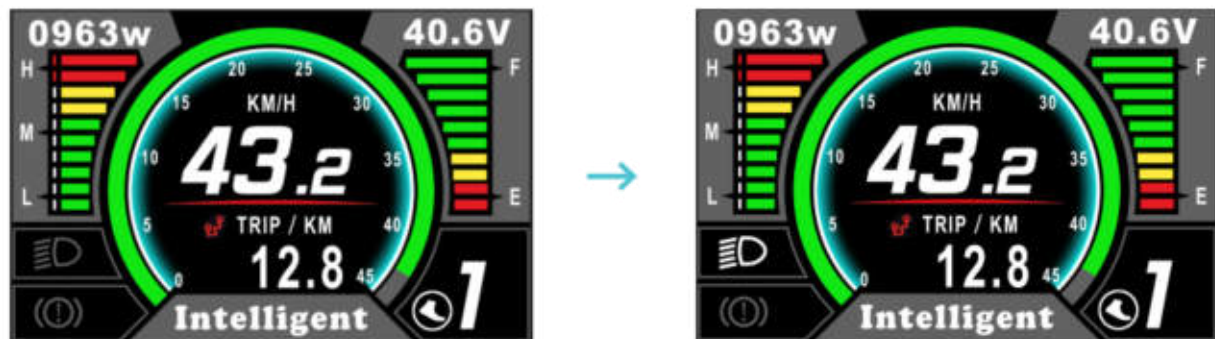 0963w 40.6V
H F
20 25
15 KM/H 30
M
43.2
10 35
L E
5 TRIP / KM 40
12.8
0 45
1
Intelligent
0963w 40.6V
H F
20 25
15 KM/H 30
M
43.2
10 35
L E
5 TRIP / KM 40
12.8
0 45
1
Intelligent